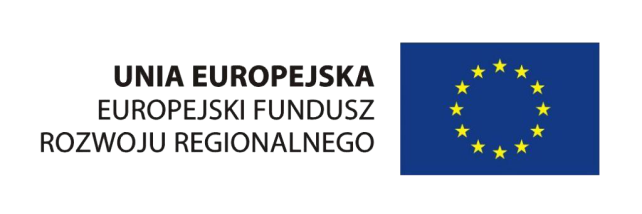 UNIA EUROPEJSKA
EUROPEJSKI FUNDUSZ
ROZWOJU REGIONALNEGO